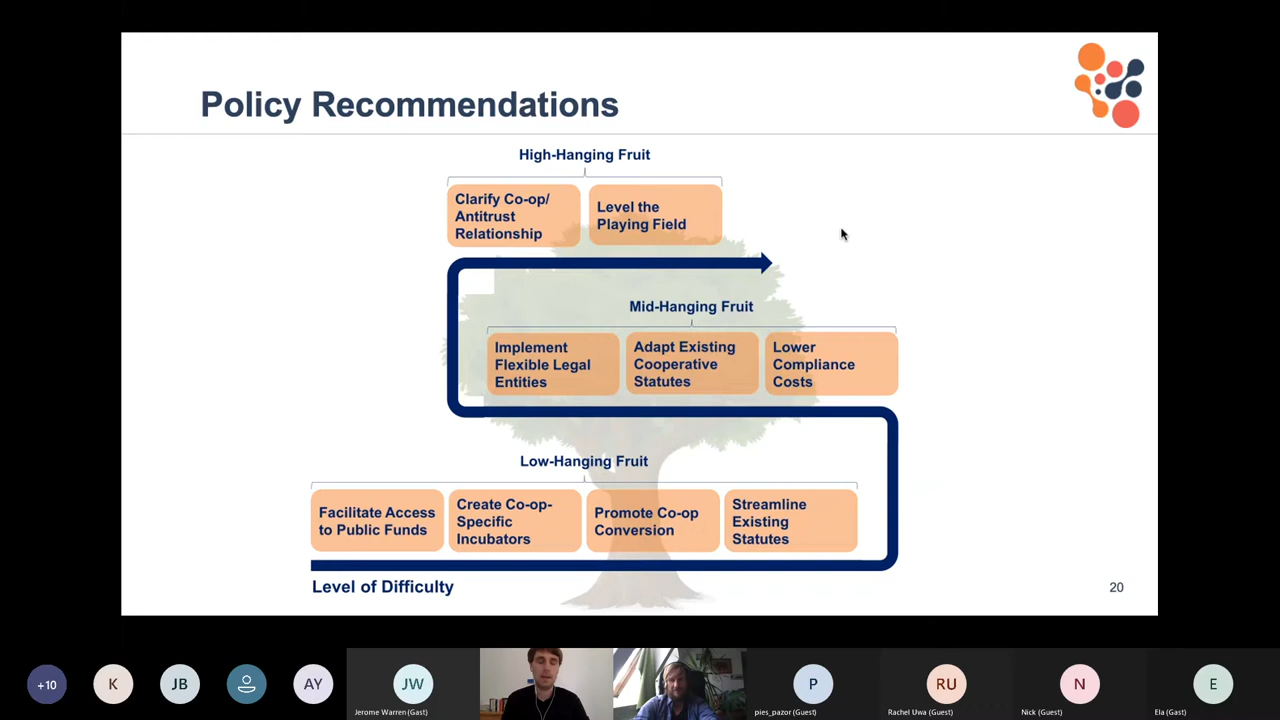 Policy Recommendations
High-Hanging Fruit
Clarify Co-op/
Antitrust
Relationship
Level the
Playing Field
Mid-Hanging Fruit
Implement
Flexible Legal
Entities
Adapt Existing
Cooperative
Statutes
Lower
Compliance
Costs
Low-Hanging Fruit
Facilitate Access
to Public Funds
Create Co-op-
Specific
Incubators
Promote Co-op
Conversion
Streamline
Existing
Statutes
Level of Difficulty
20
+10
K
JB
AY
JW
Jerome Warren (Gast)
P
pies_pazor (Guest)
RU
Rachel Uwa (Guest)
N
Nick (Guest)
E
Ela (Gast)